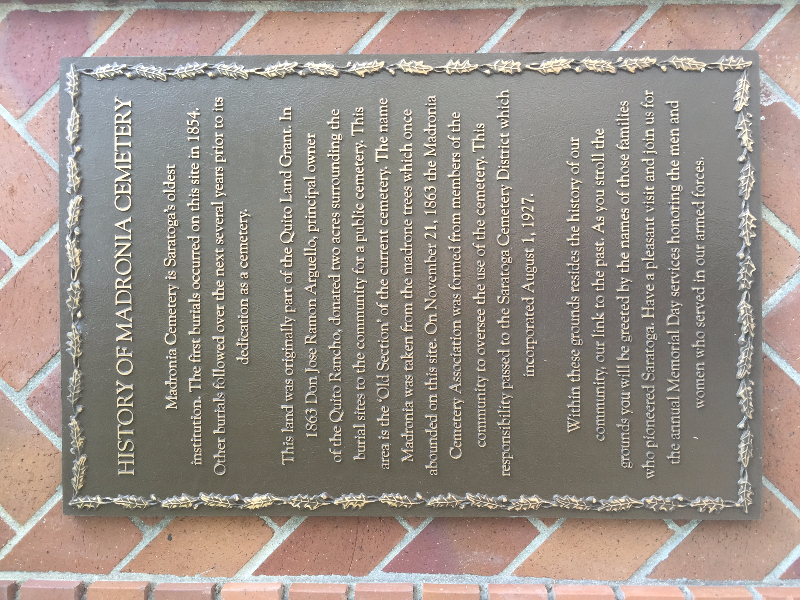 HISTORY OF MADRONIA CEMETERY
Madronia Cemetery is Saratoga's oldest
institution. The first burials occurred on this site in 1854.
Other burials followed over the next several years prior to its
dedication as a cemetery.
This land was originally part of the Quito Land Grant. In
1863 Don Jose Ramon Arguello, principal owner
of the Quito Rancho, donated two acres surrounding the
burial sites to the community for a public cemetery. This
area is the 'Old Section' of the current cemetery. The name
Madronia was taken from the madrone trees which once
abounded on this site. On November 21, 1863 the Madronia
Cemetery Association was formed from members of the
community to oversee the use of the cemetery. This
responsibility passed to the Saratoga Cemetery District which
incorporated August 1, 1927.
Within these grounds resides the history of our
community, our link to the past. As you stroll the
grounds you will be greeted by the names of those families
who pioneered Saratoga. Have a pleasant visit and join us for
the annual Memorial Day services honoring the men and
women who served in our armed forces.